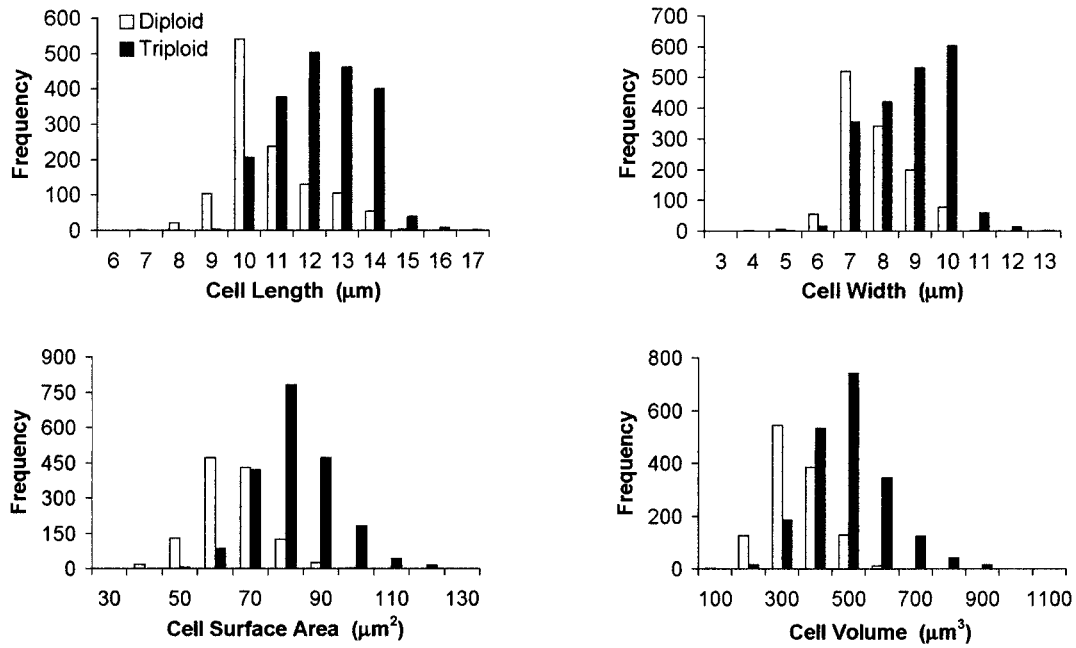 Diploid
Triploid
600
500
400
300
200
100
0
Frequency
6 7 8 9 10 11 12 13 14 15 16 17
Cell Length (µm)
700
600
500
400
300
200
100
0
Frequency
3 4 5 6 7 8 9 10 11 12 13
Cell Width (µm)
900
750
600
450
300
150
0
Frequency
30 50 70 90 110 130
Cell Surface Area (µm²)
800
600
400
200
0
Frequency
100 300 500 700 900 1100
Cell Volume (µm³)